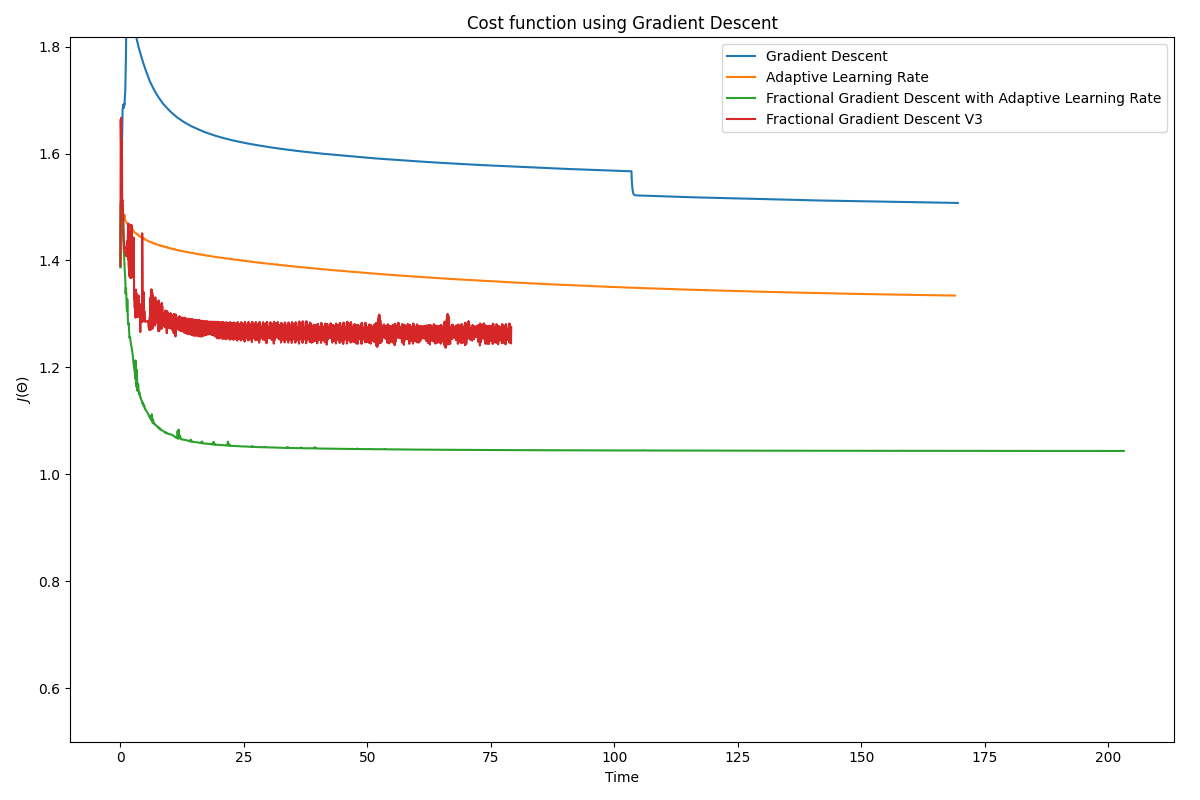 Cost function using Gradient Descent
Gradient Descent
Adaptive Learning Rate
Fractional Gradient Descent with Adaptive Learning Rate
Fractional Gradient Descent V3
1.8
1.6
1.4
1.2
1.0
0.8
0.6
J(Θ)
0 25 50 75 100 125 150 175 200
Time